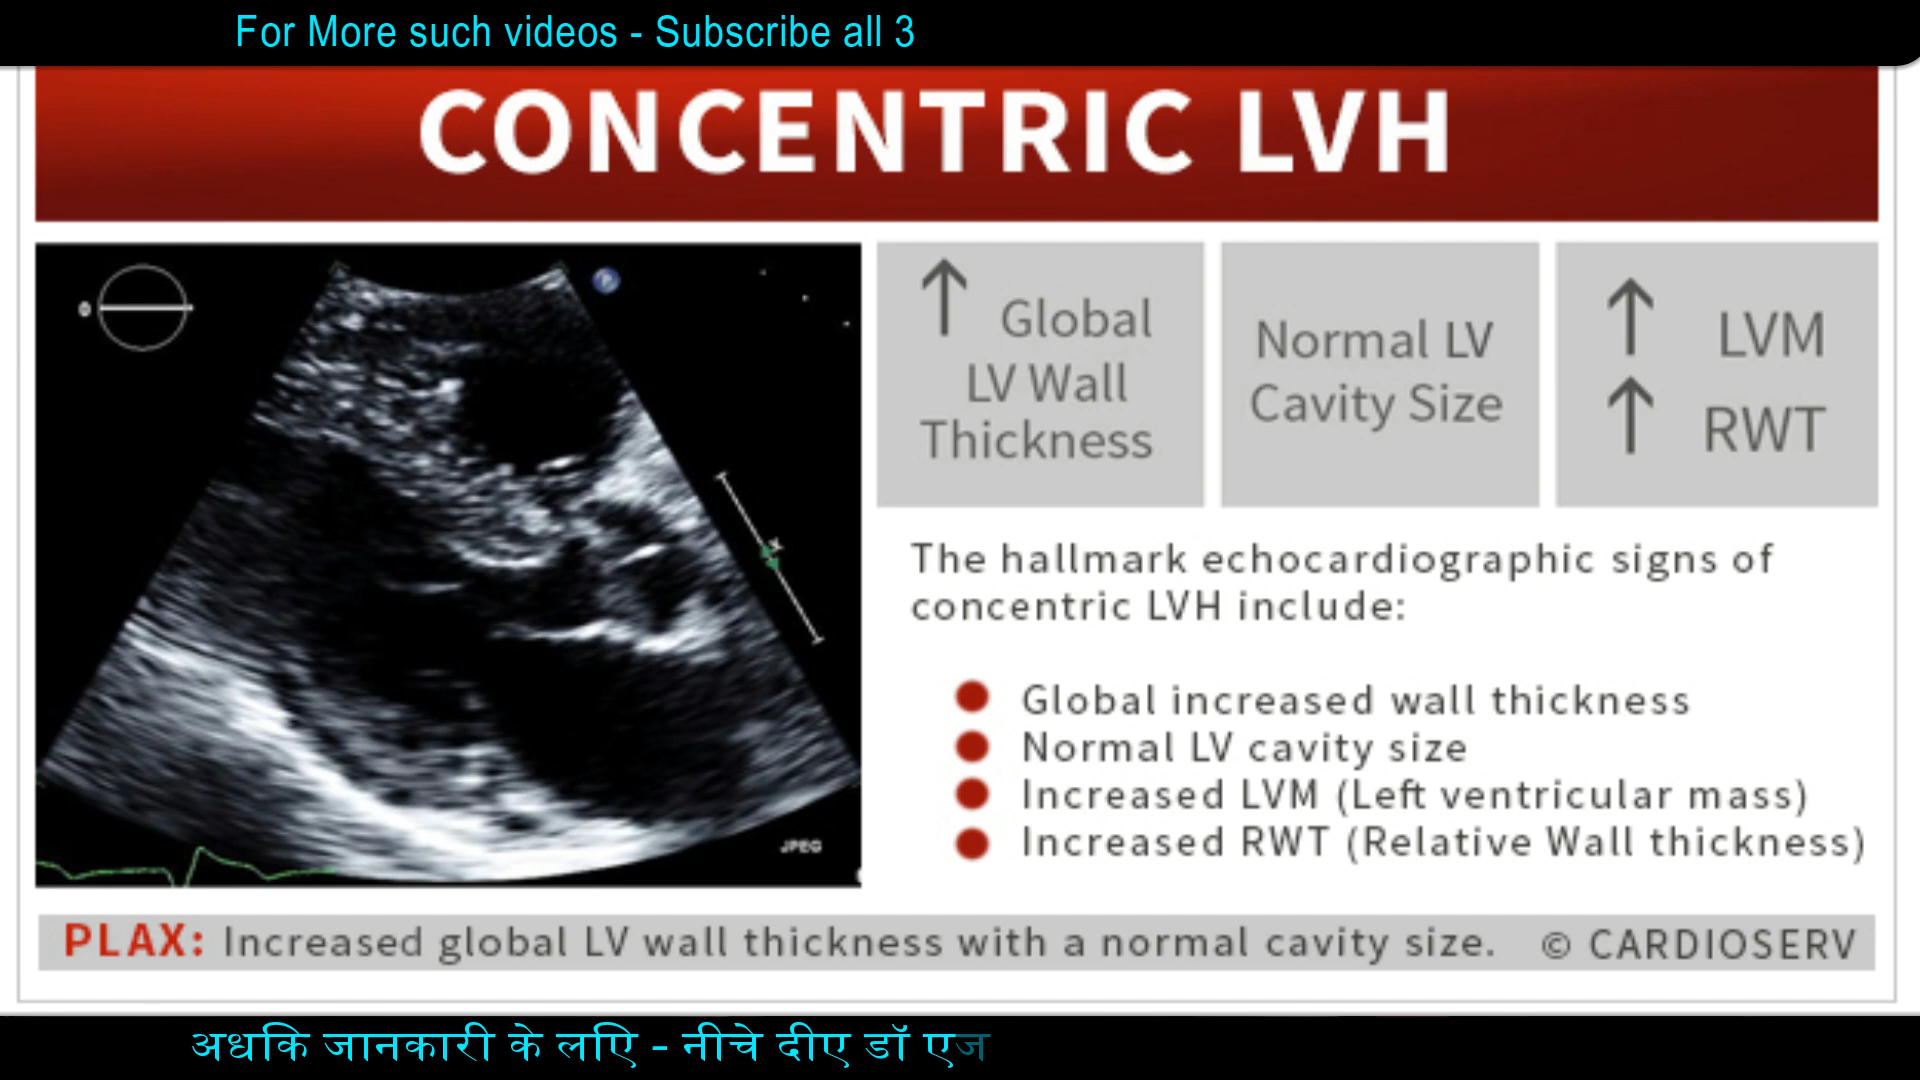 For More such videos - Subscribe all 3
CONCENTRIC LVH
↑ Global
LV Wall
Thickness
Normal LV
Cavity Size
↑ LVM
↑ RWT
The hallmark echocardiographic signs of
concentric LVH include:
Global increased wall thickness
Normal LV cavity size
Increased LVM (Left ventricular mass)
Increased RWT (Relative Wall thickness)
JPEG
PLAX: Increased global LV wall thickness with a normal cavity size. © CARDIOSERV
अधकि जानकारी के लएि - नीचे दीए डॉ एज